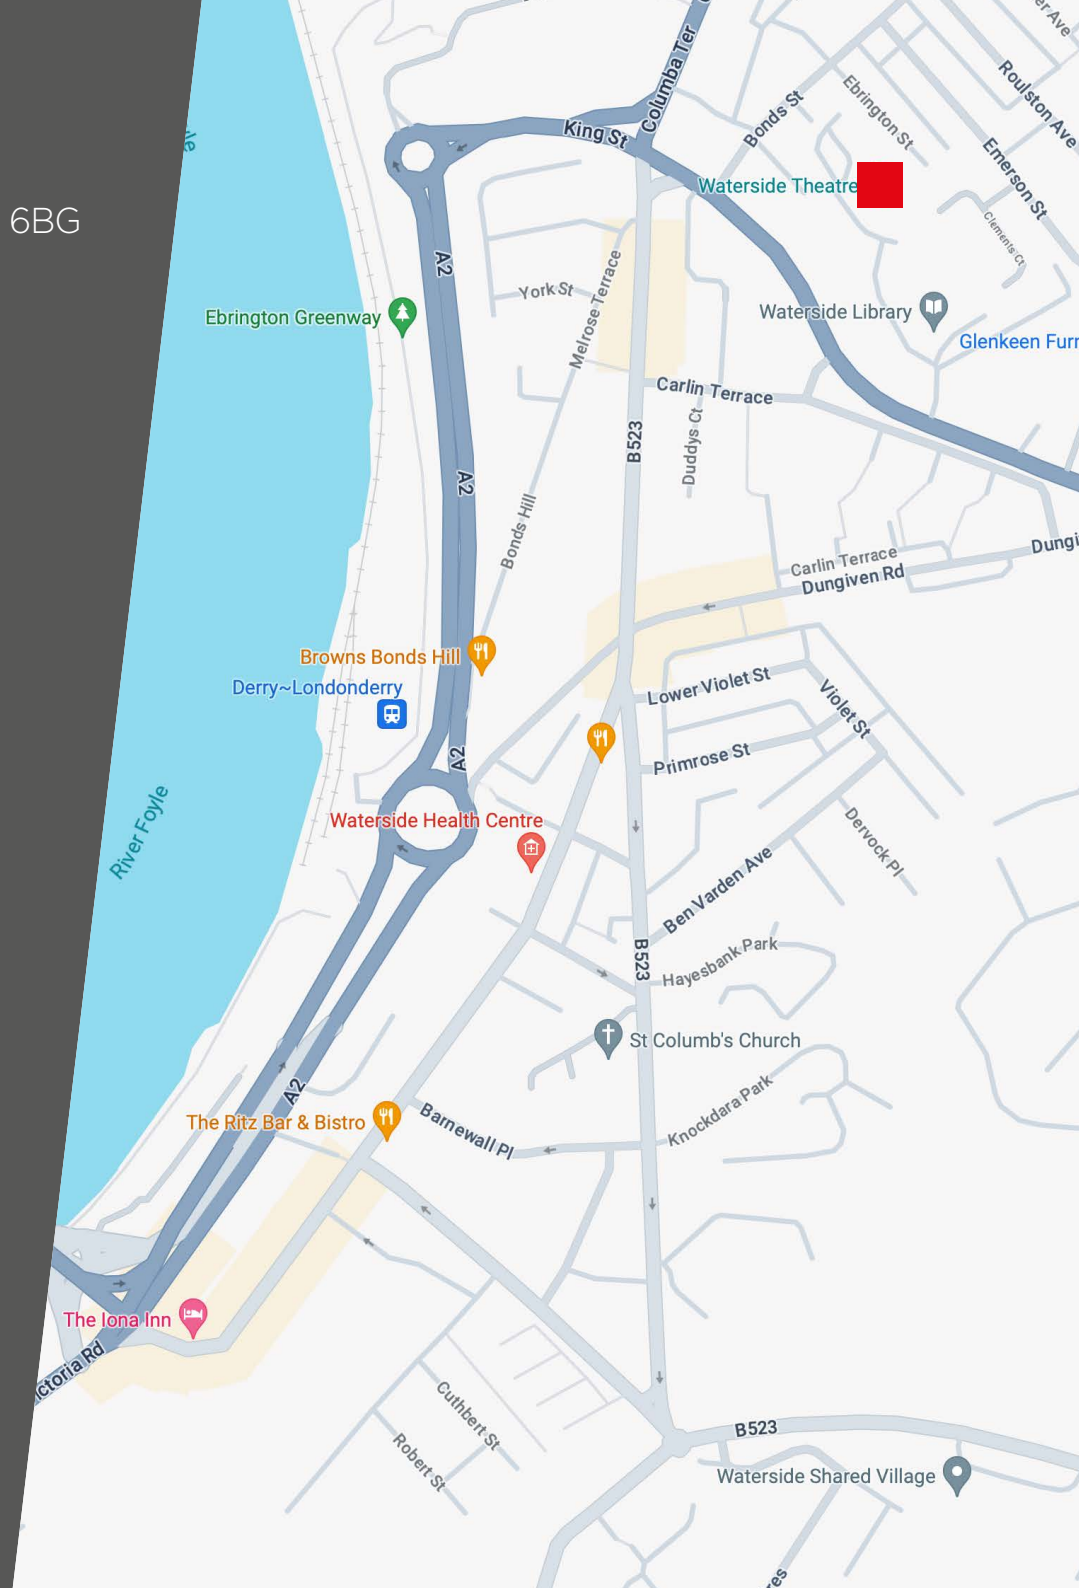 Columba Ter
King St
Bonds St
Ebrington St
Roulston Ave
Emerson St
Waterside Theatre
6BG
Clements Ct
A2
York St
Melrose Terrace
Ebrington Greenway
Waterside Library
Glenkeen Furr
Carlin Terrace
Duddys Ct
B523
A2
Bonds Hill
Carlin Terrace
Dungiven Rd
Dungi
Browns Bonds Hill
Derry~Londonderry
Lower Violet St
Violet St
A2
Primrose St
River Foyle
Waterside Health Centre
Dervock Pl
Ben Varden Ave
B523
Hayesbank Park
St Columb's Church
A2
The Ritz Bar & Bistro
Barnewall Pl
Knockdara Park
The Iona Inn
ictoria Rd
Cuthbert St
Robert St
B523
Waterside Shared Village